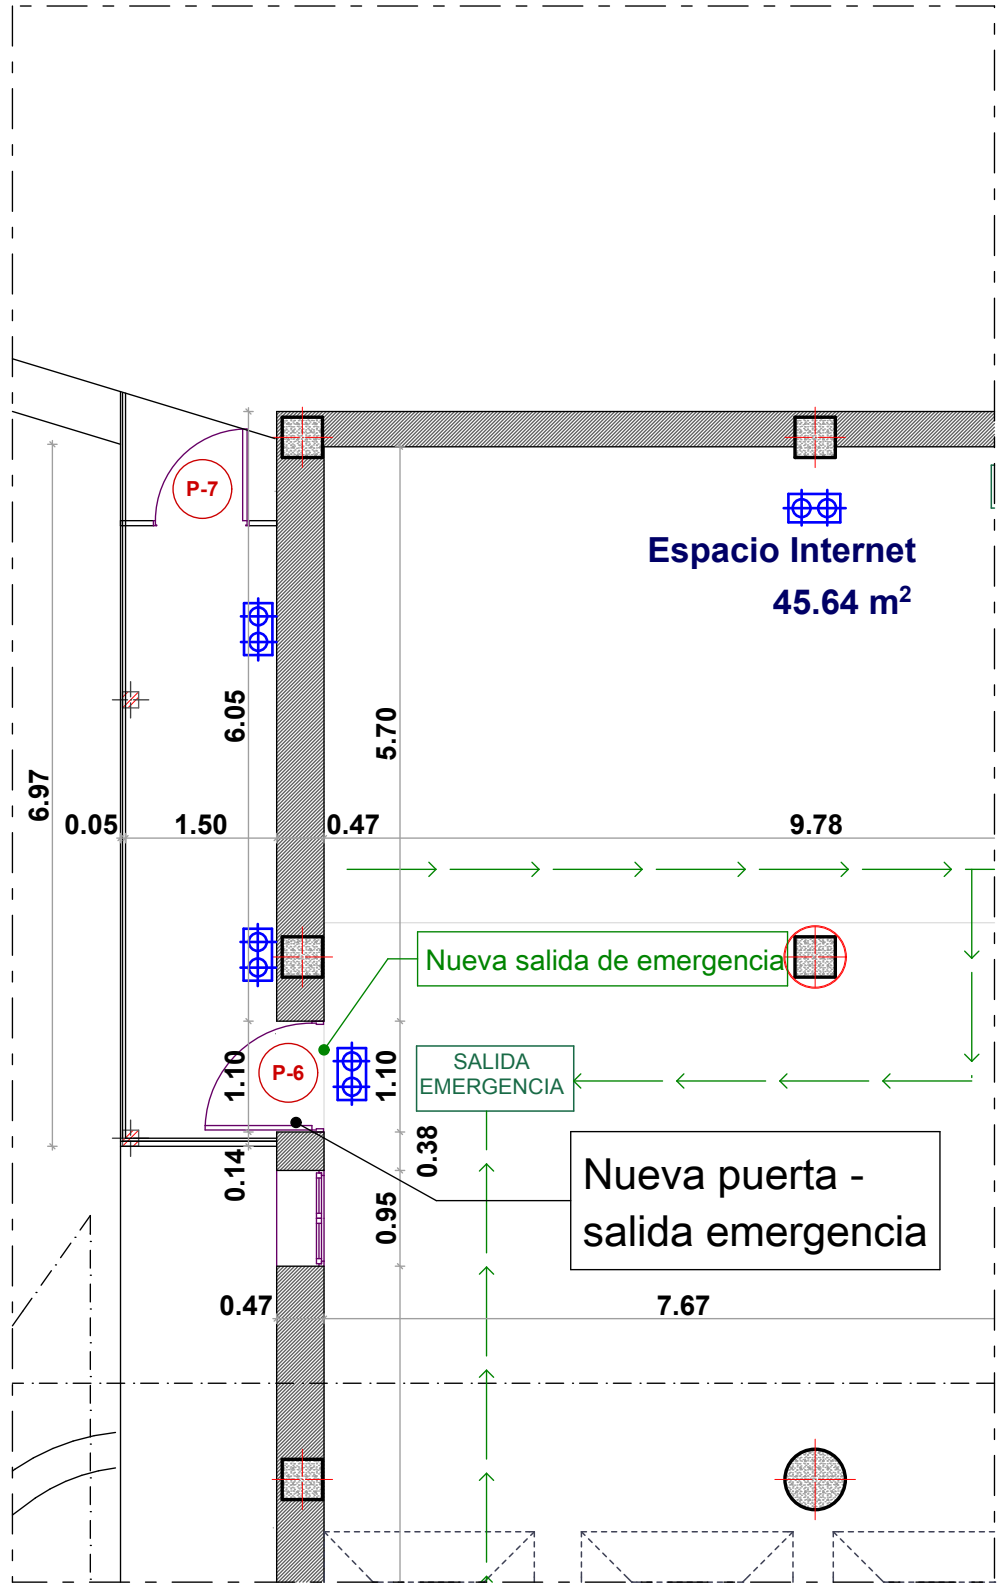 P-7
Espacio Internet
45.64 m²
6.05
5.70
6.97
0.05
1.50
0.47
9.78
Nueva salida de emergencia
1.10
P-6
1.10
SALIDA
EMERGENCIA
0.14
0.38
0.95
Nueva puerta -
salida emergencia
0.47
7.67